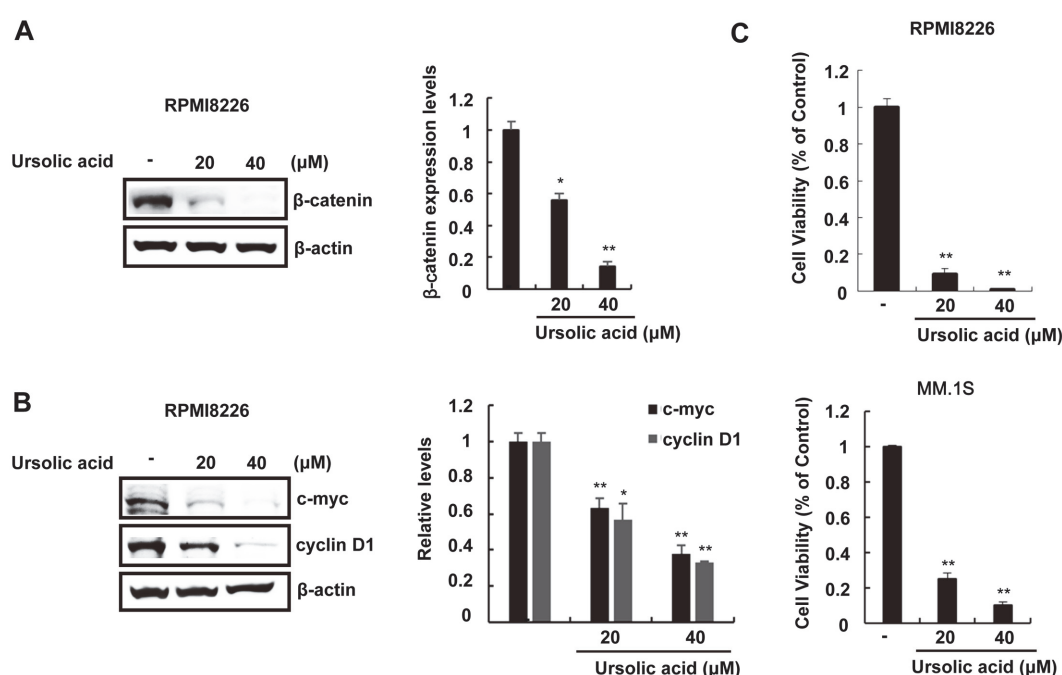 A
RPMI8226
Ursolic acid - 20 40 (μM)
β-catenin
β-actin
β-catenin expression levels
1.2
1
0.8
0.6
0.4
0.2
0
*
**
20 40
Ursolic acid (μM)
C
RPMI8226
Cell Viability (% of Control)
1.2
1
0.8
0.6
0.4
0.2
0
**
**
- 20 40
Ursolic acid (μM)
B
RPMI8226
Ursolic acid - 20 40 (μM)
c-myc
cyclin D1
β-actin
Relative levels
1.2
1
0.8
0.6
0.4
0.2
0
c-myc
cyclin D1
** *
** **
20 40
Ursolic acid (μM)
MM.1S
Cell Viability (% of Control)
1.2
1
0.8
0.6
0.4
0.2
0
**
**
- 20 40
Ursolic acid (μM)